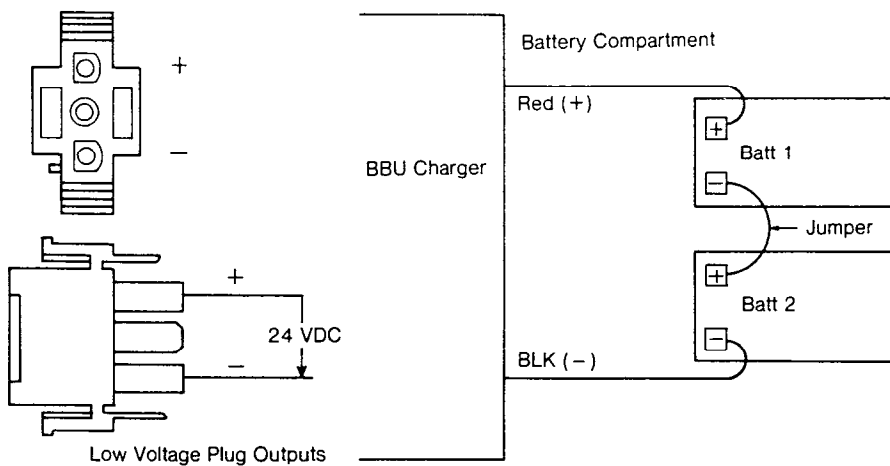 +
−
Battery Compartment
Red (+)
BBU Charger
+
Batt 1
−
Jumper
+
Batt 2
−
BLK (−)
+
24 VDC
−
Low Voltage Plug Outputs